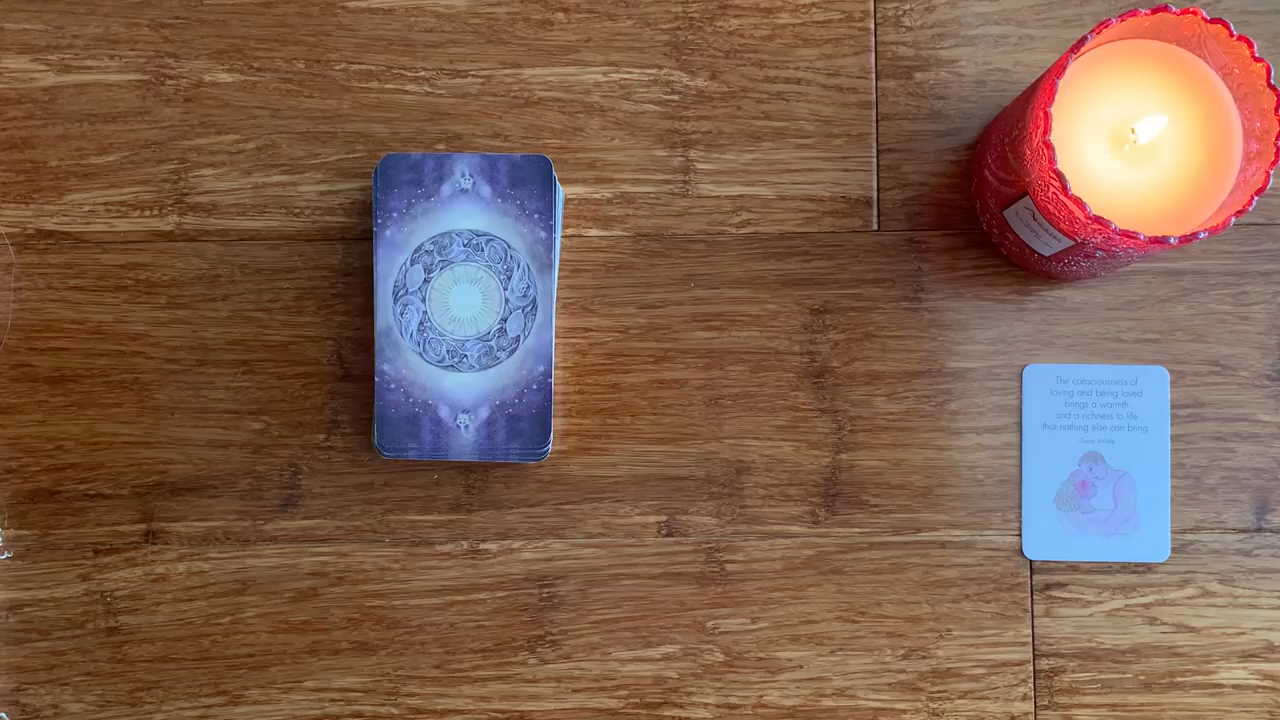 The consciousness of
loving and being loved
brings a warmth
and a richness to life
that nothing else can bring